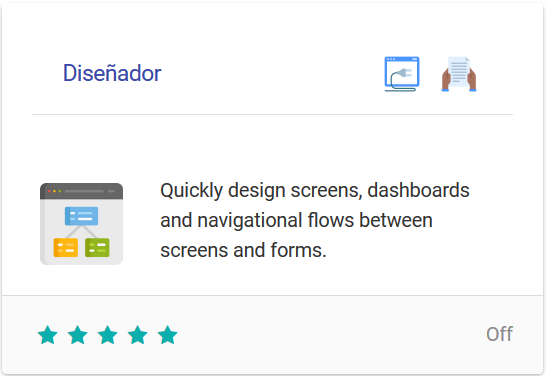 Diseñador
Quickly design screens, dashboards
and navigational flows between
screens and forms.
Off